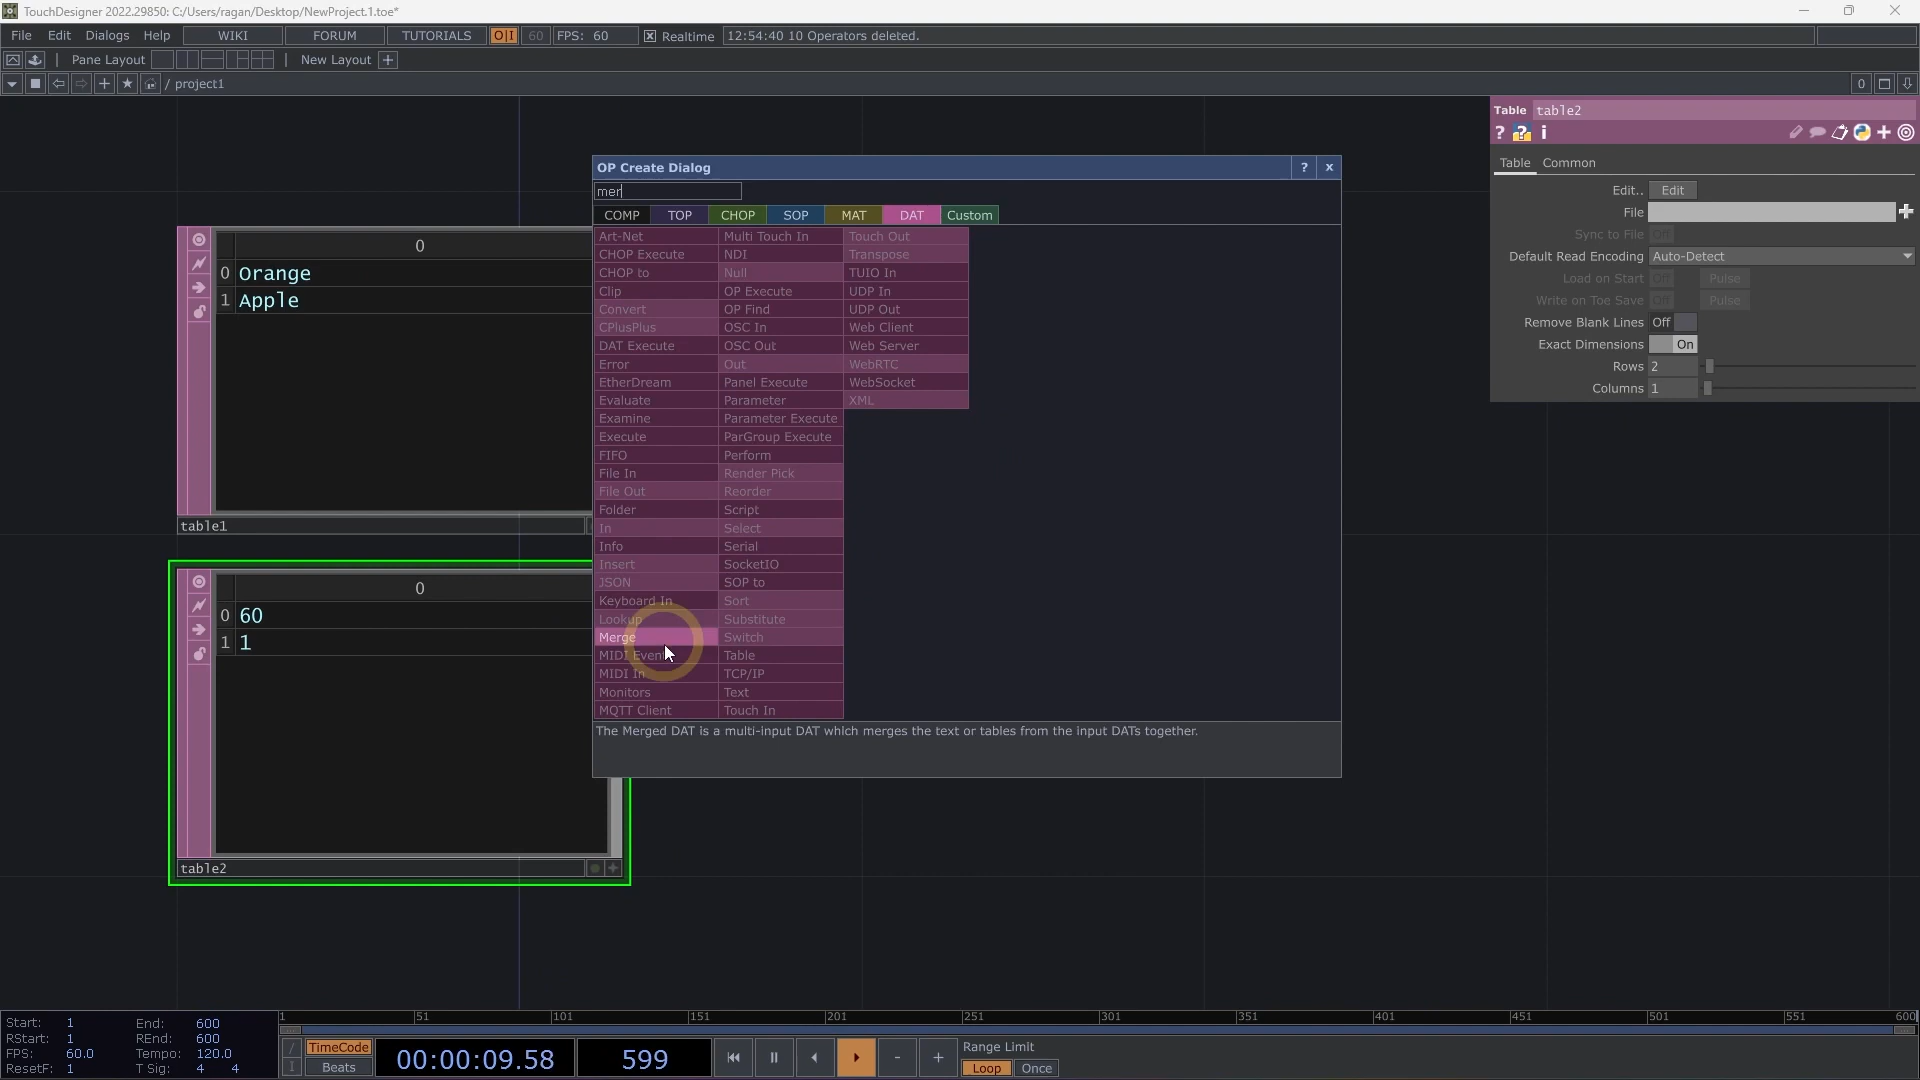 TouchDesigner 2022.29850: C:/Users/ragan/Desktop/NewProject.1.toe*
File Edit Dialogs Help WIKI FORUM TUTORIALS O|I 60 FPS: 60 Realtime 12:54:40 10 Operators deleted.
Pane Layout New Layout +
/ project1 0
Table table2
? ? i
Table Common
Edit.. Edit
File
Sync to File Off
Default Read Encoding Auto-Detect
Load on Start Off Pulse
Write on Toe Save Off Pulse
Remove Blank Lines Off
Exact Dimensions On
Rows 2
Columns 1
OP Create Dialog ? x
mer
COMP TOP CHOP SOP MAT DAT Custom
Art-Net Multi Touch In Touch Out
CHOP Execute NDI Transpose
CHOP to Null TUIO In
Clip OP Execute UDP In
Convert OP Find UDP Out
CPlusPlus OSC In Web Client
DAT Execute OSC Out Web Server
Error Out WebRTC
EtherDream Panel Execute WebSocket
Evaluate Parameter XML
Examine Parameter Execute
Execute ParGroup Execute
FIFO Perform
File In Render Pick
File Out Reorder
Folder Script
In Select
Info Serial
Insert SocketIO
JSON SOP to
Keyboard In Sort
Lookup Substitute
Merge Switch
MIDI Event Table
MIDI In TCP/IP
Monitors Text
MQTT Client Touch In
The Merged DAT is a multi-input DAT which merges the text or tables from the input DATs together.
0
0 Orange
1 Apple
table1
0
0 60
1 1
table2
1 51 101 151 201 251 301 351 401 451 501 551 600
Start: 1 End: 600
RStart: 1 REnd: 600
FPS: 60.0 Tempo: 120.0
ResetF: 1 T Sig: 4 4
TimeCode
Beats
00:00:09.58 599 - +
Range Limit
Loop Once